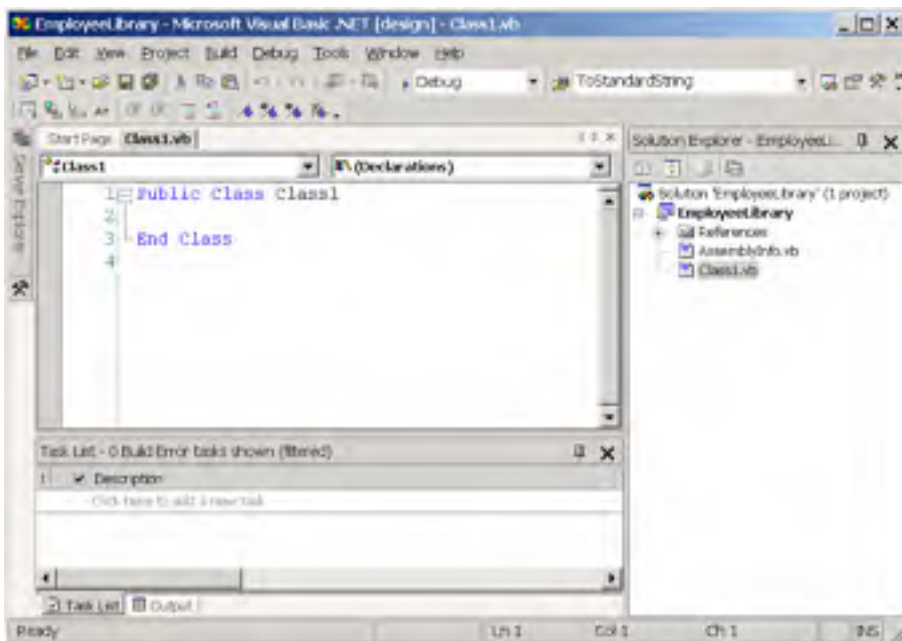 EmployeeLibrary - Microsoft Visual Basic .NET [design] - Class1.vb
File Edit View Project Build Debug Tools Window Help
Debug
ToStandardString
Start Page Class1.vb
Class1
(Declarations)
1 Public Class Class1
2
3 End Class
4
Server Explorer
Solution Explorer - EmployeeLi...
Solution 'EmployeeLibrary' (1 project)
EmployeeLibrary
References
AssemblyInfo.vb
Class1.vb
Task List - 0 Build Error tasks shown (filtered)
! Description
Click here to add a new task
Task List Output
Ready Ln 1 Col 1 Ch 1 INS